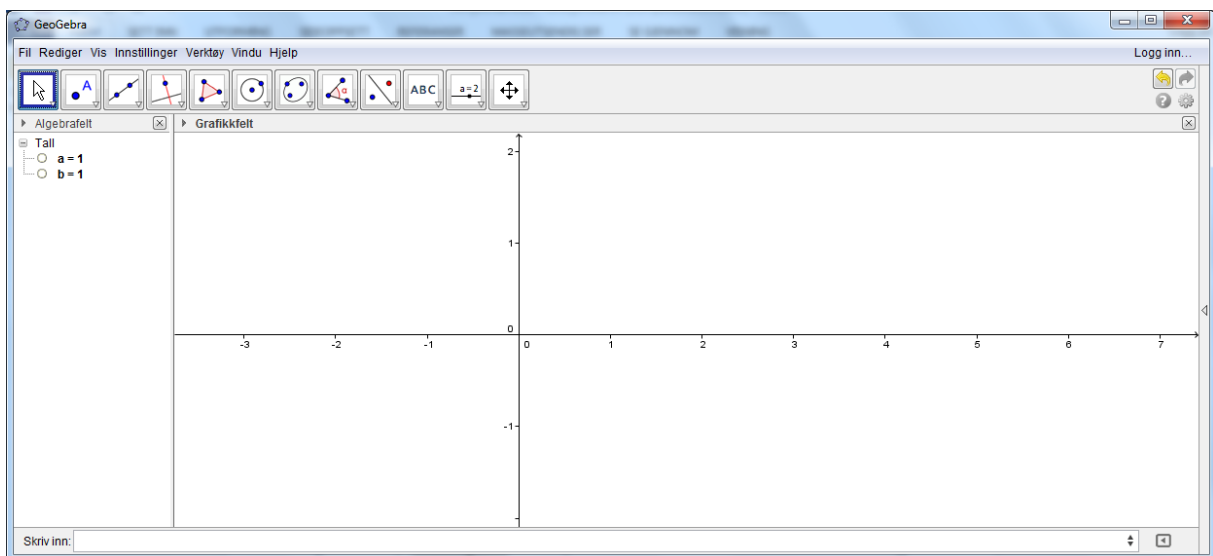 GeoGebra
Fil Rediger Vis Innstillinger Verktøy Vindu Hjelp Logg inn...
A α ABC a=2
Algebrafelt Grafikkfelt
Tall
a = 1
b = 1
2
1
0
-3 -2 -1 0 1 2 3 4 5 6 7
-1
Skriv inn: